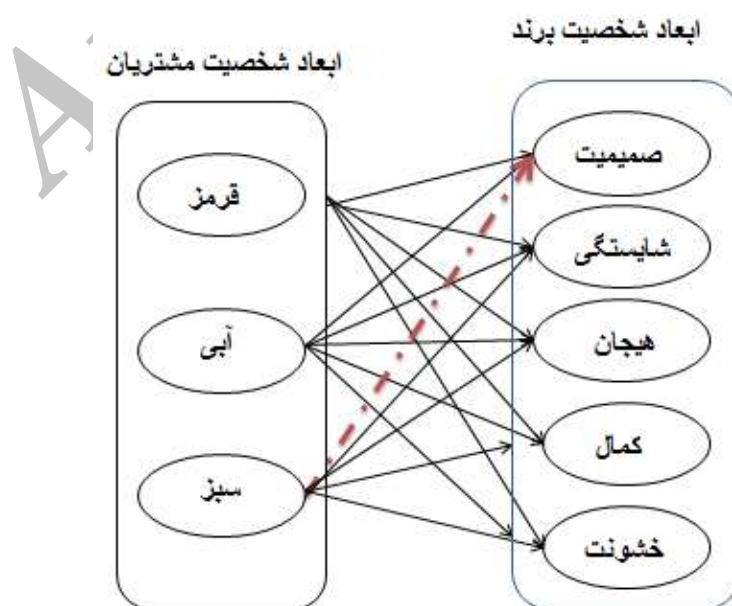 ابعاد شخصیت برند
ابعاد شخصیت مشتریان
صمیمیت
شایستگی
هیجان
کمال
خشونت
قرمز
آبی
سبز